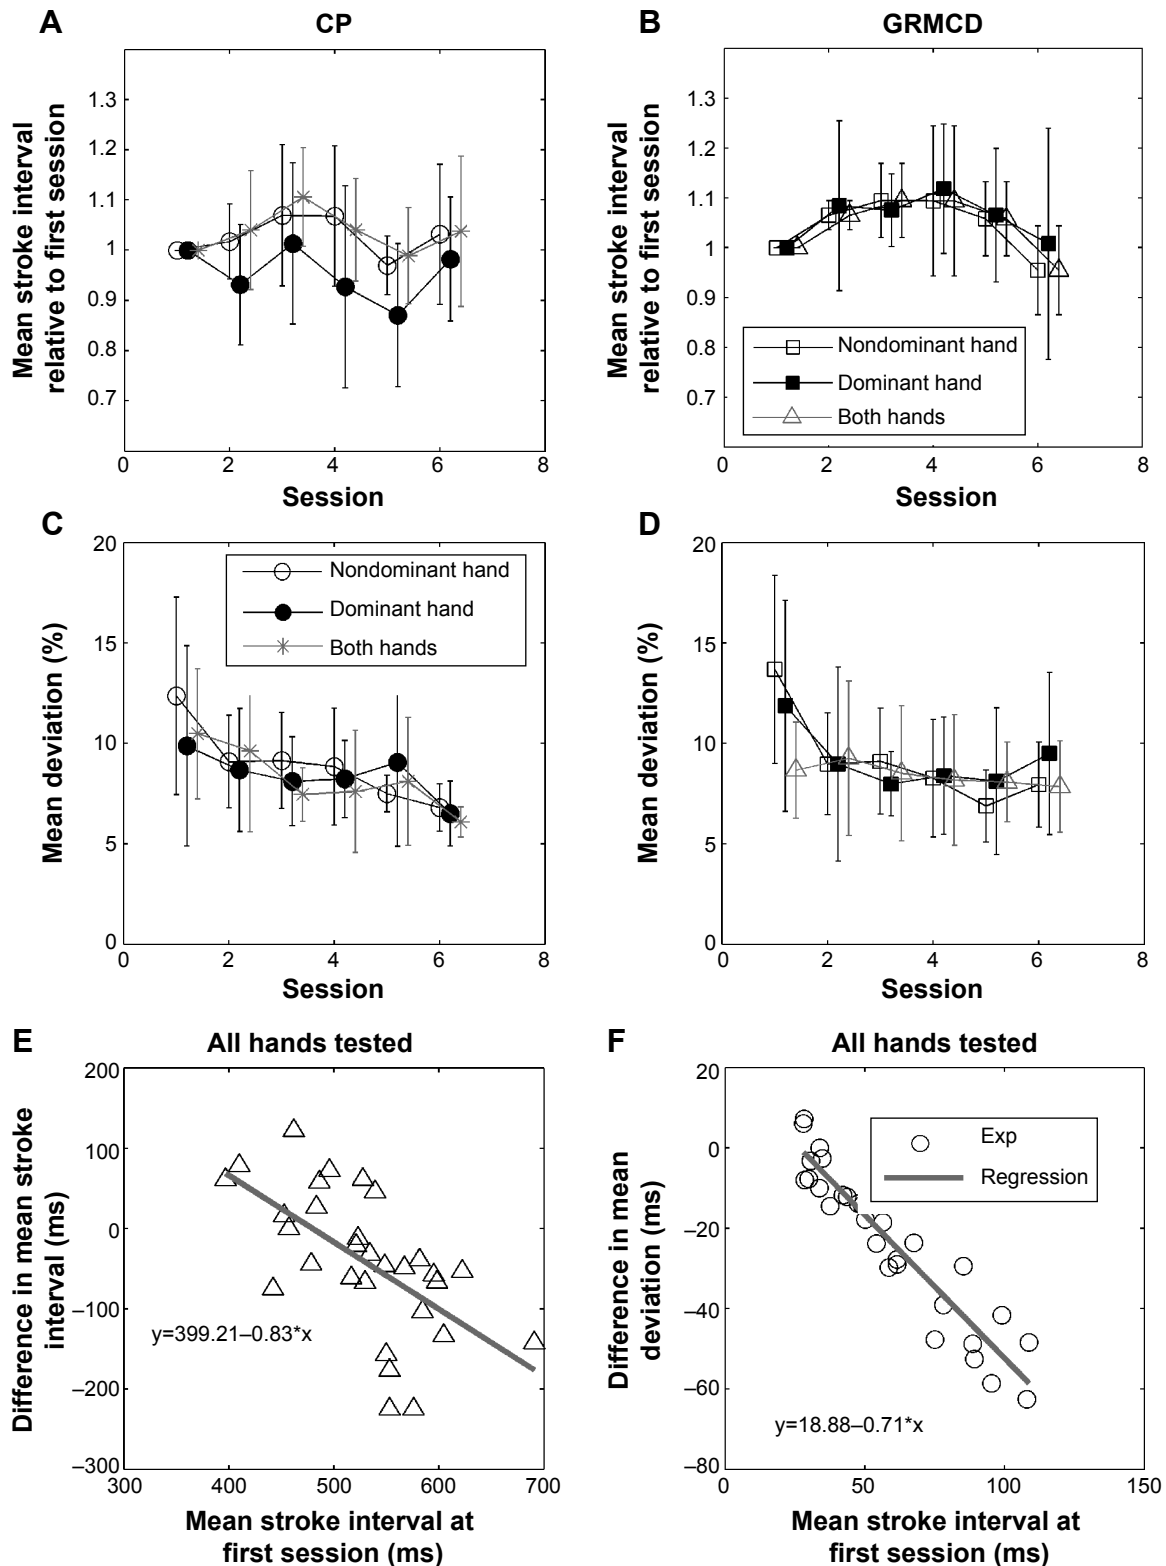 A
CP
Mean stroke interval
relative to first session
1.3
1.2
1.1
1
0.9
0.8
0.7
0
2
4
6
8
Session
B
GRMCD
Mean stroke interval
relative to first session
1.3
1.2
1.1
1
0.9
0.8
0.7
Nondominant hand
Dominant hand
Both hands
0
2
4
6
8
Session
C
Mean deviation (%)
20
15
10
5
0
Nondominant hand
Dominant hand
Both hands
0
2
4
6
8
Session
D
Mean deviation (%)
20
15
10
5
0
0
2
4
6
8
Session
E
All hands tested
Difference in mean stroke
interval (ms)
200
100
0
–100
–200
–300
y=399.21–0.83*x
300
400
500
600
700
Mean stroke interval at
first session (ms)
F
All hands tested
Difference in mean
deviation (ms)
20
0
–20
–40
–60
–80
Exp
Regression
y=18.88–0.71*x
0
50
100
150
Mean stroke interval at
first session (ms)